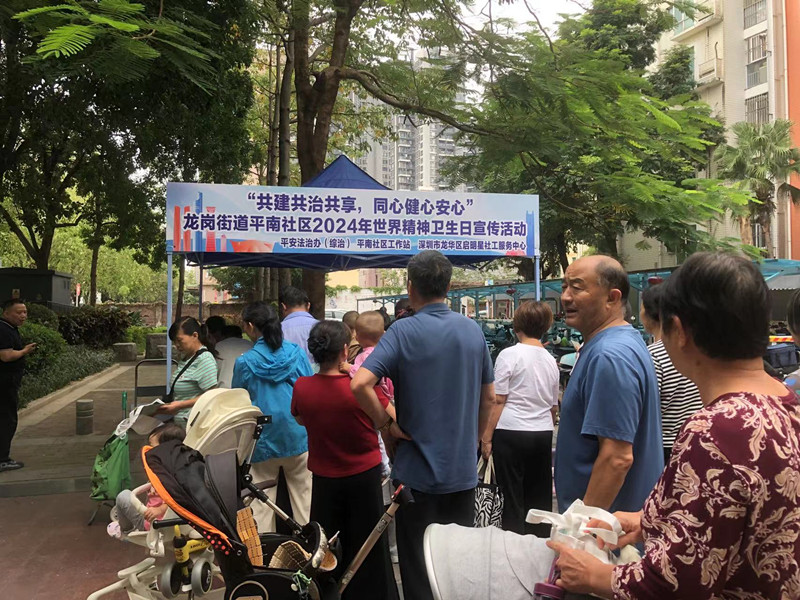 “共建共治共享，同心健心安心”
龙岗街道平南社区2024年世界精神卫生日宣传活动
平安法治办（综治） 平南社区工作站 深圳市龙华区启明星社工服务中心